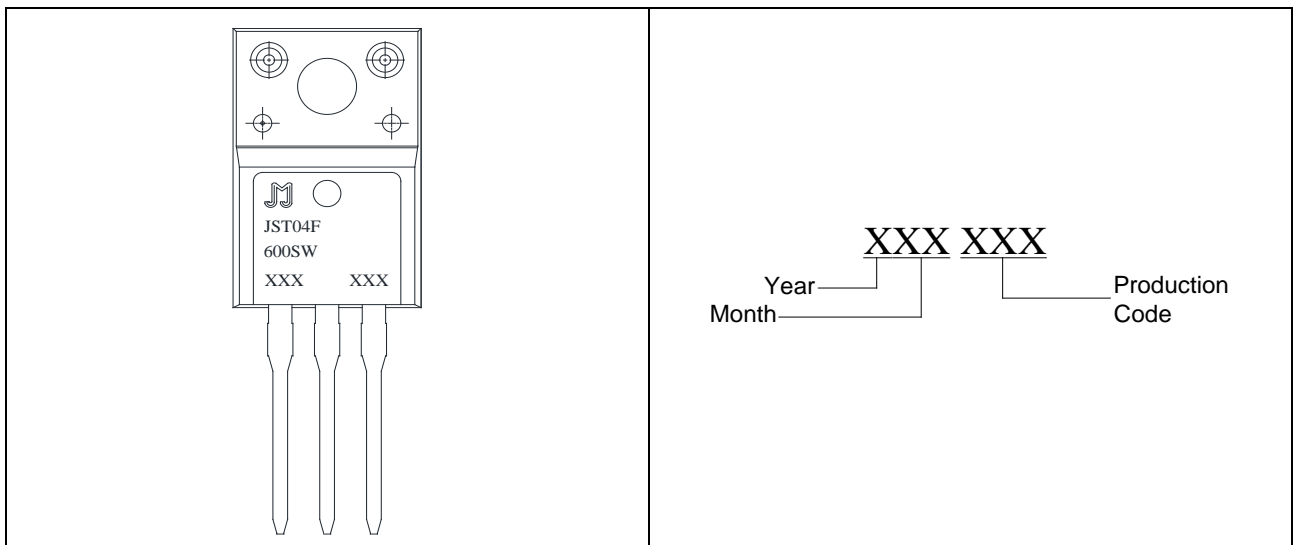 JST04F
600SW
XXX XXX
XXX XXX
Year
Month
Production
Code